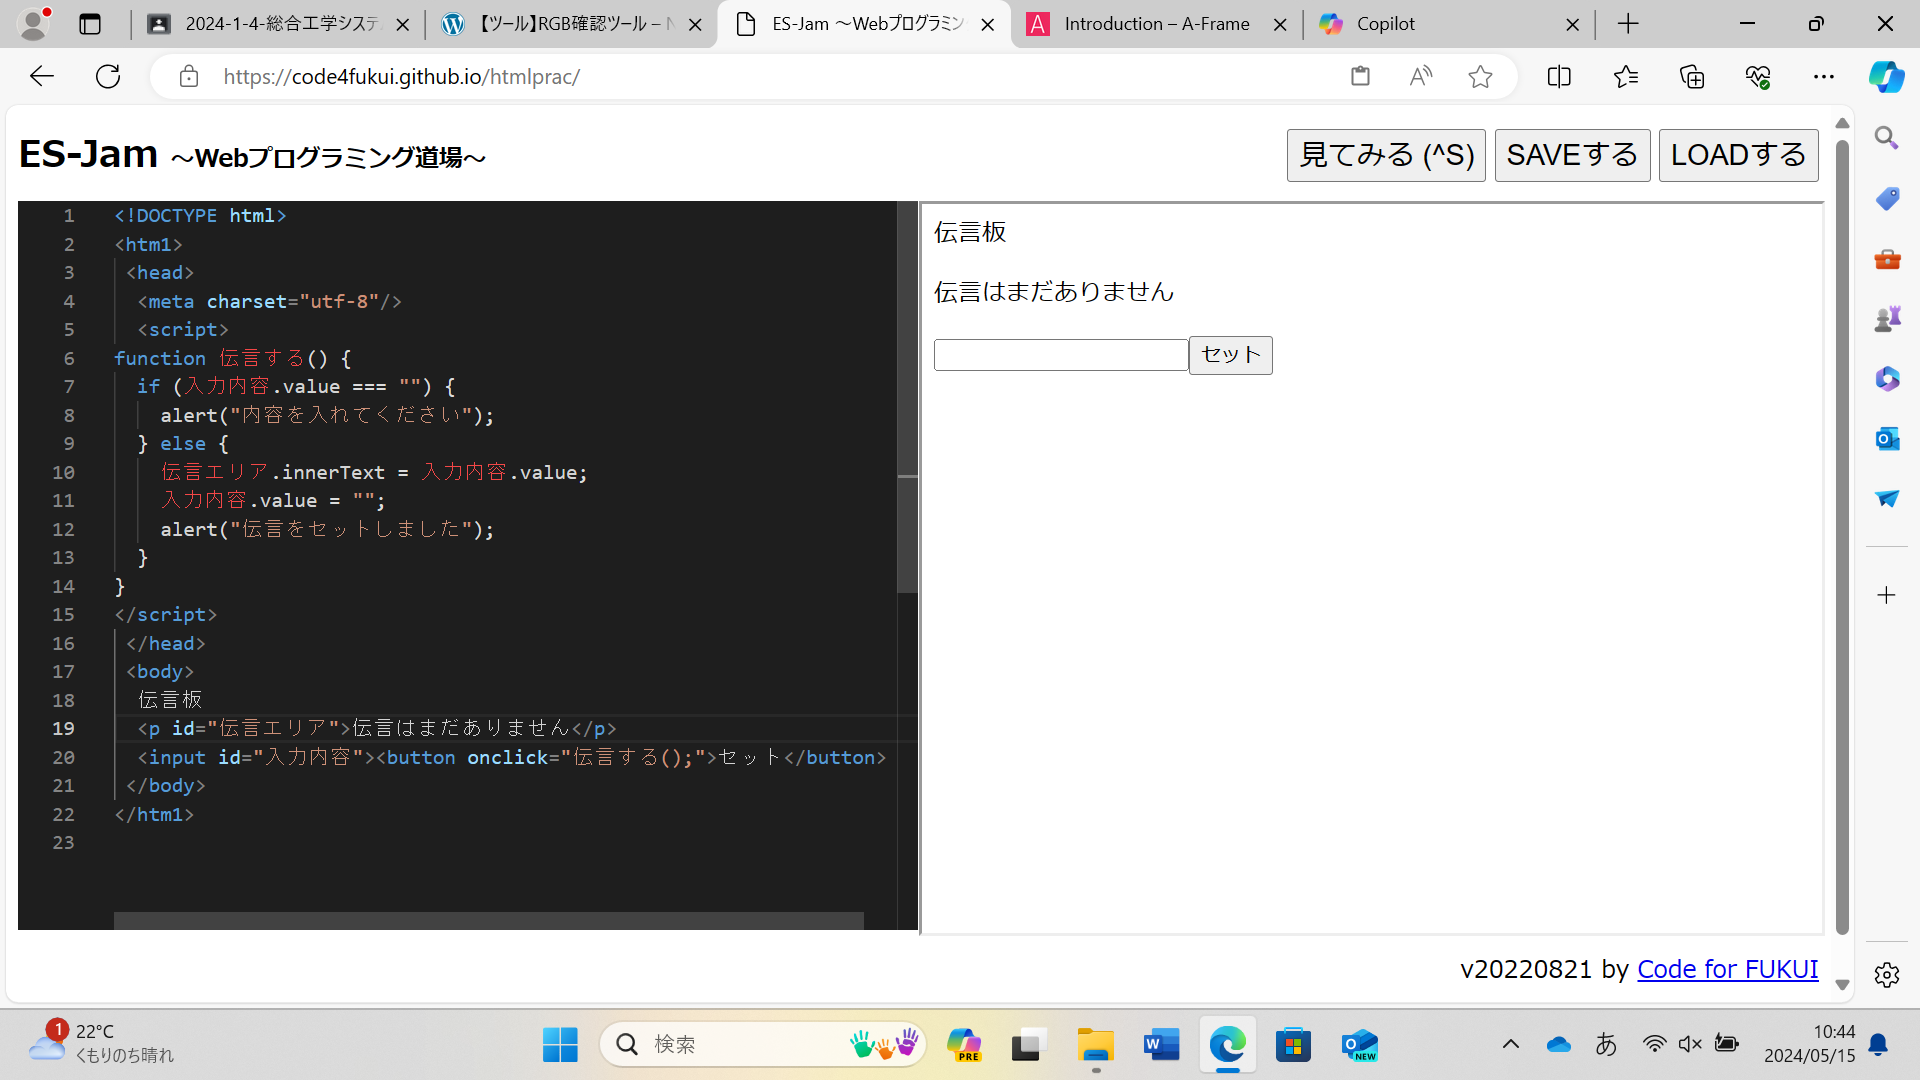 2024-1-4-総合工学システ
【ツール】RGB確認ツール – N
ES-Jam ～Webプログラミン
Introduction – A-Frame
Copilot
https://code4fukui.github.io/htmlprac/
ES-Jam ～Webプログラミング道場～
見てみる (^S)
SAVEする
LOADする
1 <!DOCTYPE html>
2 <htm1>
3 <head>
4 <meta charset="utf-8"/>
5 <script>
6 function 伝言する() {
7 if (入力内容.value === "") {
8 alert("内容を入れてください");
9 } else {
10 伝言エリア.innerText = 入力内容.value;
11 入力内容.value = "";
12 alert("伝言をセットしました");
13 }
14 }
15 </script>
16 </head>
17 <body>
18 伝言板
19 <p id="伝言エリア">伝言はまだありません</p>
20 <input id="入力内容"><button onclick="伝言する();">セット</button>
21 </body>
22 </htm1>
23
伝言板
伝言はまだありません
セット
v20220821 by Code for FUKUI
1
22°C
くもりのち晴れ
検索
PRE
W
NEW
あ
10:44
2024/05/15